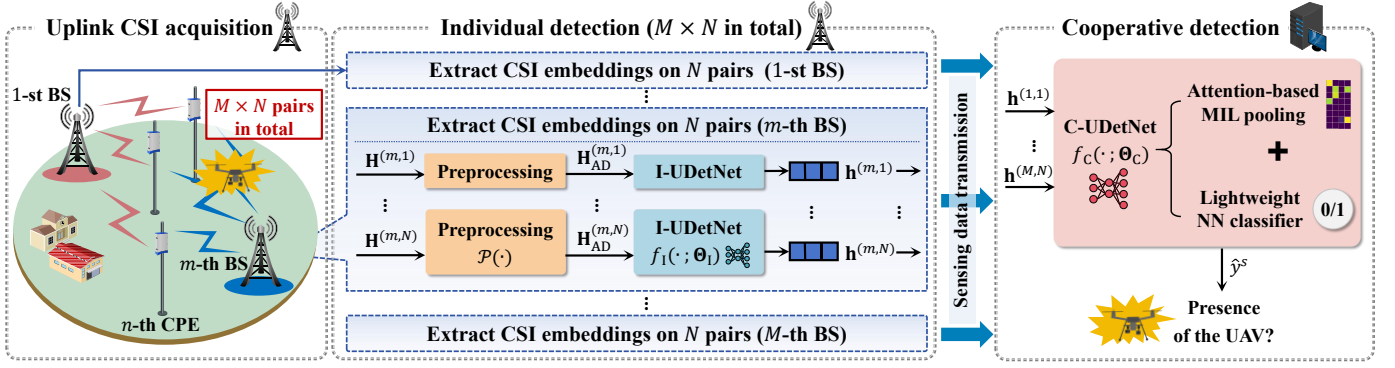 Uplink CSI acquisition
1-st BS
M × N pairs
in total
m-th BS
n-th CPE
Individual detection (M × N in total)
Extract CSI embeddings on N pairs (1-st BS)
⋯
Extract CSI embeddings on N pairs (m-th BS)
H^(m,1)
Preprocessing
H_AD^(m,1)
I-UDetNet
h^(m,1)
⋮ ⋮ ⋮ ⋮
H^(m,N)
Preprocessing
𝒫(·)
H_AD^(m,N)
I-UDetNet
f_I(· ; Θ_I)
h^(m,N)
⋮
Extract CSI embeddings on N pairs (M-th BS)
Sensing data transmission
Cooperative detection
h^(1,1)
⋮
h^(M,N)
C-UDetNet
f_C(· ; Θ_C)
Attention-based
MIL pooling
+
Lightweight
NN classifier
0/1
ŷ^s
Presence
of the UAV?